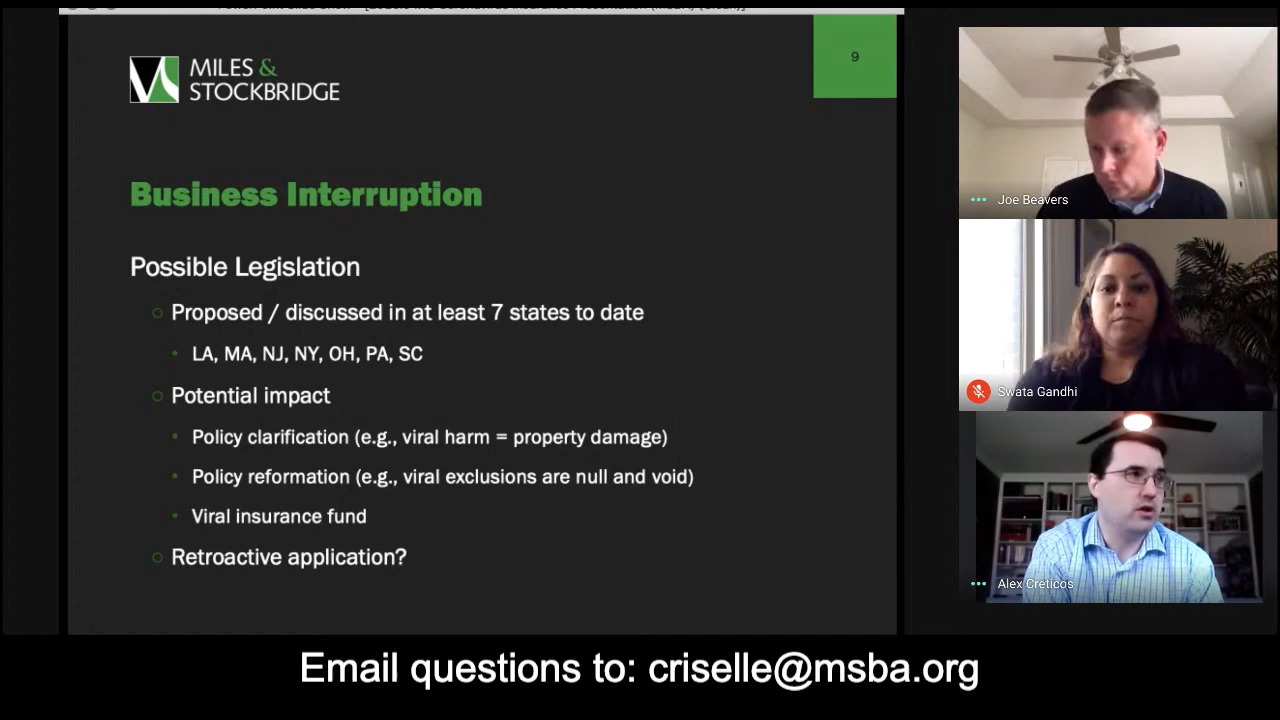 9
MILES &
STOCKBRIDGE
Business Interruption
Possible Legislation
Proposed / discussed in at least 7 states to date
LA, MA, NJ, NY, OH, PA, SC
Potential impact
Policy clarification (e.g., viral harm = property damage)
Policy reformation (e.g., viral exclusions are null and void)
Viral insurance fund
Retroactive application?
Joe Beavers
Swata Gandhi
Alex Creticos
Email questions to: criselle@msba.org